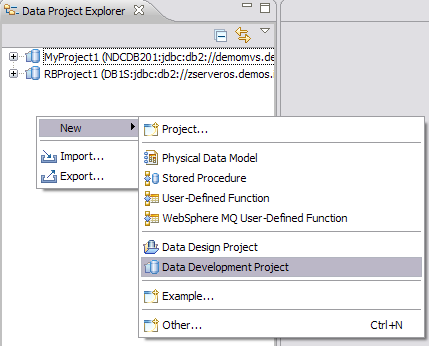 Data Project Explorer
MyProject1 (NDCDB201:jdbc:db2://demomvs.de
RBProject1 (DB1S:jdbc:db2://zserveros.demos.
New
Import...
Export...
Project...
Physical Data Model
Stored Procedure
User-Defined Function
WebSphere MQ User-Defined Function
Data Design Project
Data Development Project
Example...
Other... Ctrl+N